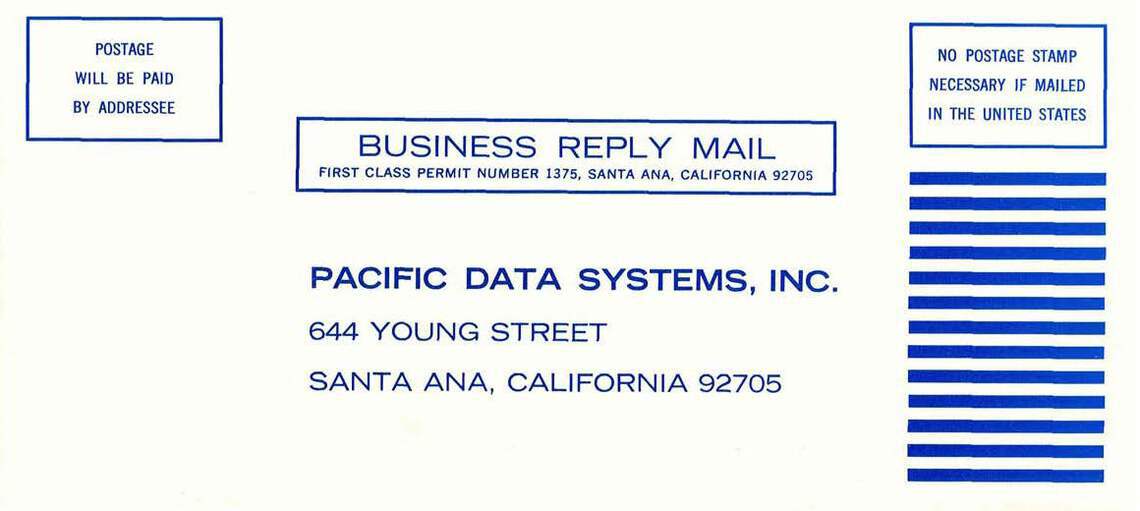 POSTAGE
WILL BE PAID
BY ADDRESSEE
NO POSTAGE STAMP
NECESSARY IF MAILED
IN THE UNITED STATES
BUSINESS REPLY MAIL
FIRST CLASS PERMIT NUMBER 1375, SANTA ANA, CALIFORNIA 92705
PACIFIC DATA SYSTEMS, INC.
644 YOUNG STREET
SANTA ANA, CALIFORNIA 92705